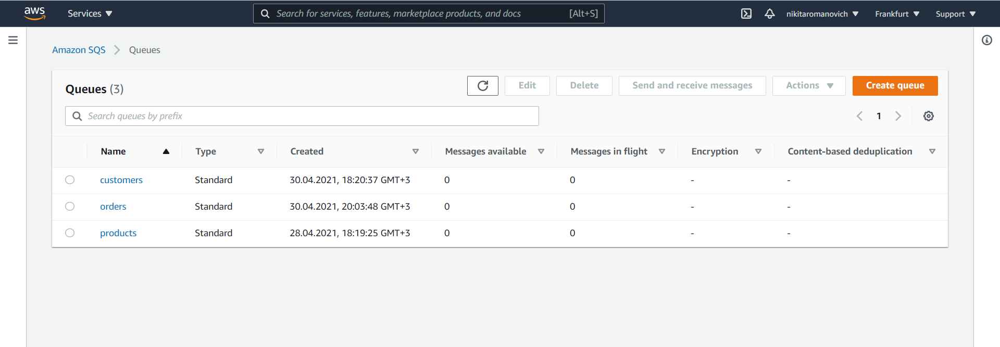 aws Services Search for services, features, marketplace products, and docs [Alt+S] nikitaromanovich Frankfurt Support
Amazon SQS Queues
Queues (3) Edit Delete Send and receive messages Actions Create queue
Search queues by prefix 1
Name Type Created Messages available Messages in flight Encryption Content-based deduplication
customers Standard 30.04.2021, 18:20:37 GMT+3 0 0 - -
orders Standard 30.04.2021, 20:03:48 GMT+3 0 0 - -
products Standard 28.04.2021, 18:19:25 GMT+3 0 0 - -